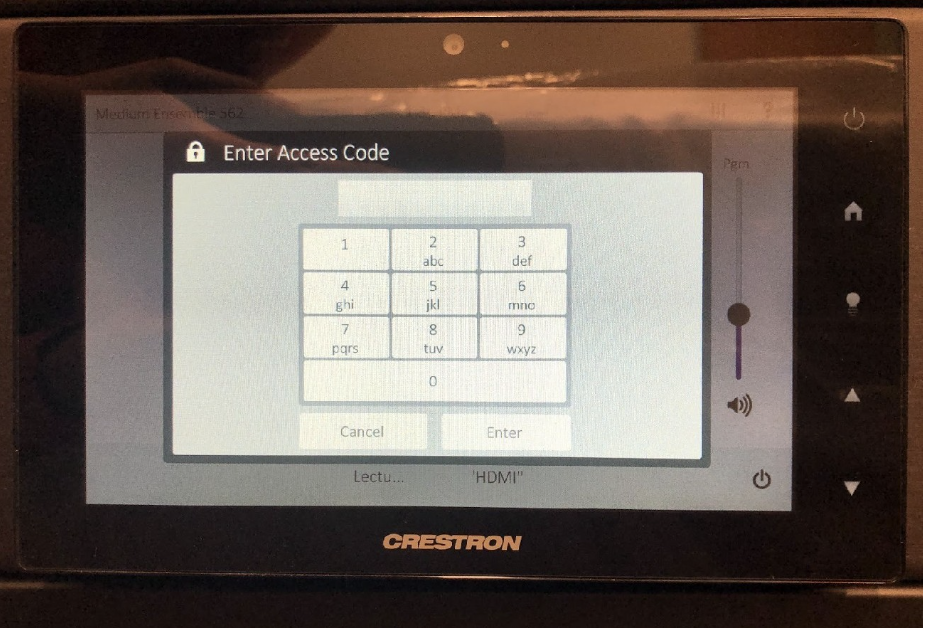 Medium Ensemble 562
Enter Access Code
Pgm
1
2
abc
3
def
4
ghi
5
jkl
6
mno
7
pqrs
8
tuv
9
wxyz
0
Cancel
Enter
Lectu...
'HDMI"
CRESTRON